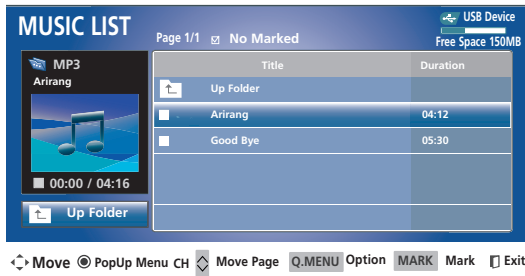 MUSIC LIST
Page 1/1 No Marked
USB Device
Free Space 150MB
MP3
Arirang
00:00 / 04:16
Up Folder
Title Duration
Up Folder
Arirang 04:12
Good Bye 05:30
Move PopUp Menu CH Move Page Q.MENU Option MARK Mark Exit